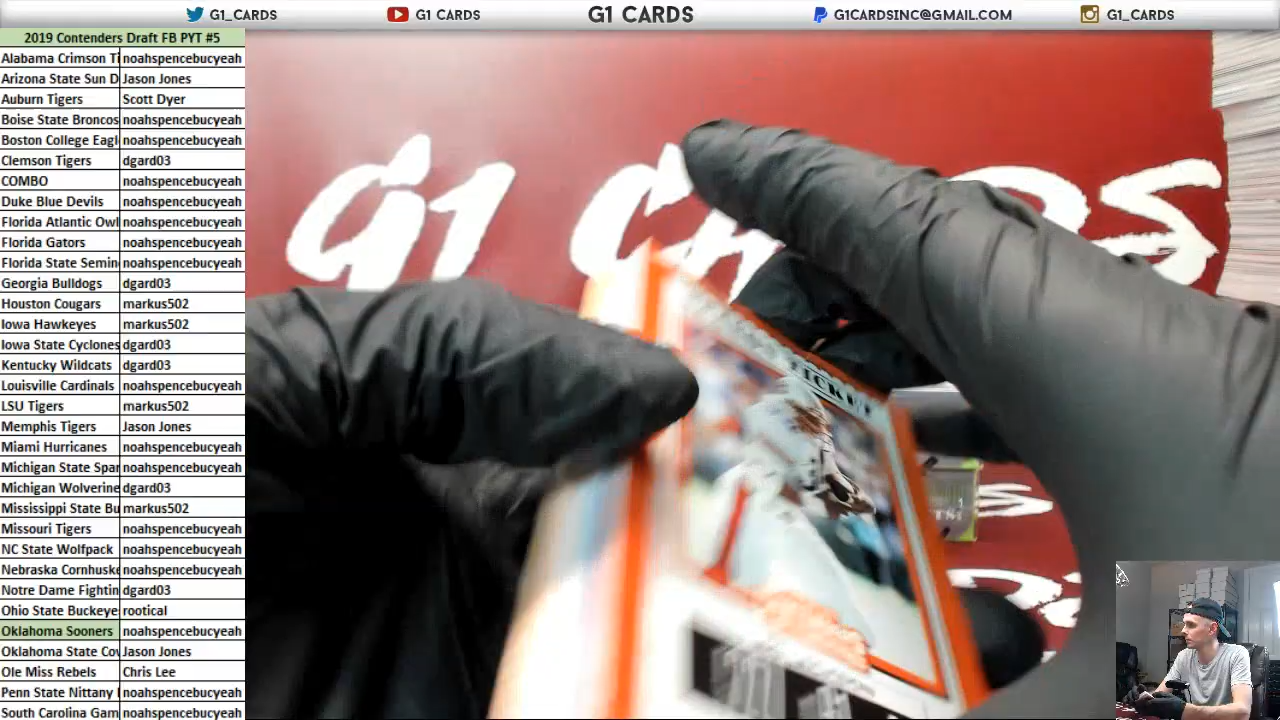 G1_CARDS
G1 CARDS
G1 CARDS
G1CARDSINC@GMAIL.COM
G1_CARDS
2019 Contenders Draft FB PYT #5
Alabama Crimson Ti noahspencebucyeah
Arizona State Sun D Jason Jones
Auburn Tigers Scott Dyer
Boise State Broncos noahspencebucyeah
Boston College Eagl noahspencebucyeah
Clemson Tigers dgard03
COMBO noahspencebucyeah
Duke Blue Devils noahspencebucyeah
Florida Atlantic Owl noahspencebucyeah
Florida Gators noahspencebucyeah
Florida State Semin noahspencebucyeah
Georgia Bulldogs dgard03
Houston Cougars markus502
Iowa Hawkeyes markus502
Iowa State Cyclones dgard03
Kentucky Wildcats dgard03
Louisville Cardinals noahspencebucyeah
LSU Tigers markus502
Memphis Tigers Jason Jones
Miami Hurricanes noahspencebucyeah
Michigan State Spar noahspencebucyeah
Michigan Wolverine dgard03
Mississippi State Bu markus502
Missouri Tigers noahspencebucyeah
NC State Wolfpack noahspencebucyeah
Nebraska Cornhuske noahspencebucyeah
Notre Dame Fightin dgard03
Ohio State Buckeye rootical
Oklahoma Sooners noahspencebucyeah
Oklahoma State Cov Jason Jones
Ole Miss Rebels Chris Lee
Penn State Nittany noahspencebucyeah
South Carolina Gam noahspencebucyeah
G1
TICKET